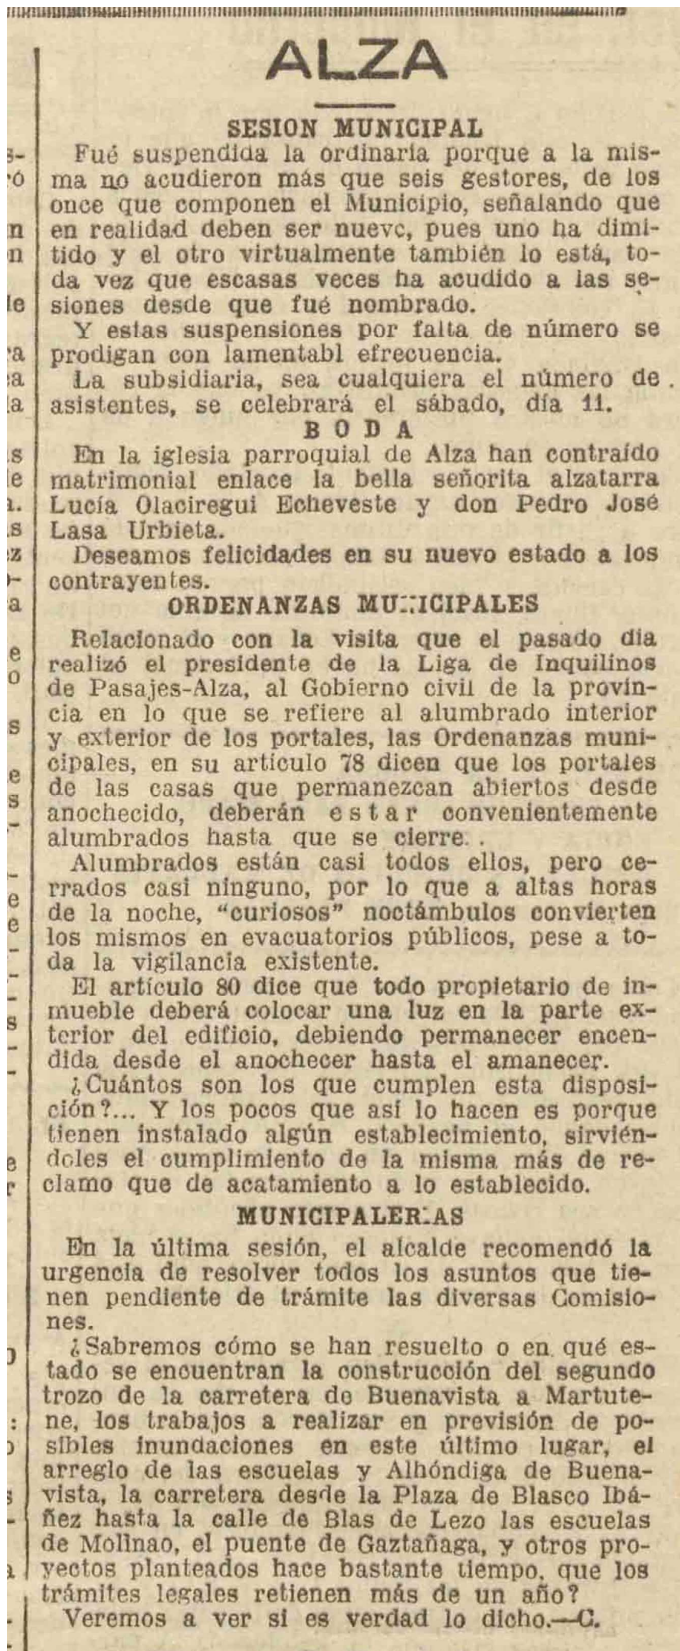 ALZA
SESION MUNICIPAL
Fué suspendida la ordinaria porque a la mis-
ma no acudieron más que seis gestores, de los
once que componen el Municipio, señalando que
en realidad deben ser nueve, pues uno ha dimi-
tido y el otro virtualmente también lo está, to-
da vez que escasas veces ha acudido a las se-
siones desde que fué nombrado.
Y estas suspensiones por falta de número se
prodigan con lamentabl efrecuencia.
La subsidiaria, sea cualquiera el número de
asistentes, se celebrará el sábado, día 11.
BODA
En la iglesia parroquial de Alza han contraído
matrimonial enlace la bella señorita alzatarra
Lucía Olaciregui Echeveste y don Pedro José
Lasa Urbieta.
Deseamos felicidades en su nuevo estado a los
contrayentes.
ORDENANZAS MUNICIPALES
Relacionado con la visita que el pasado día
realizó el presidente de la Liga de Inquilinos
de Pasajes-Alza, al Gobierno civil de la provin-
cia en lo que se refiere al alumbrado interior
y exterior de los portales, las Ordenanzas muni-
cipales, en su artículo 78 dicen que los portales
de las casas que permanezcan abiertos desde
anochecido, deberán estar convenientemente
alumbrados hasta que se cierre. .
Alumbrados están casi todos ellos, pero ce-
rrados casi ninguno, por lo que a altas horas
de la noche, "curiosos" noctámbulos convierten
los mismos en evacuatorios públicos, pese a to-
da la vigilancia existente.
El artículo 80 dice que todo propietario de in-
mueble deberá colocar una luz en la parte ex-
terior del edificio, debiendo permanecer encen-
dida desde el anochecer hasta el amanecer.
¿Cuántos son los que cumplen esta disposi-
ción?... Y los pocos que así lo hacen es porque
tienen instalado algún establecimiento, sirvién-
doles el cumplimiento de la misma más de re-
clamo que de acatamiento a lo establecido.
MUNICIPALERIAS
En la última sesión, el alcalde recomendó la
urgencia de resolver todos los asuntos que tie-
nen pendiente de trámite las diversas Comisio-
nes.
¿Sabremos cómo se han resuelto o en qué es-
tado se encuentran la construcción del segundo
trozo de la carretera de Buenavista a Martute-
ne, los trabajos a realizar en previsión de po-
sibles inundaciones en este último lugar, el
arreglo de las escuelas y Alhóndiga de Buena-
vista, la carretera desde la Plaza de Blasco Ibá-
ñez hasta la calle de Blas de Lezo las escuelas
de Molinao, el puente de Gaztañaga, y otros pro-
yectos planteados hace bastante tiempo, que los
trámites legales retienen más de un año?
Veremos a ver si es verdad lo dicho.—C.